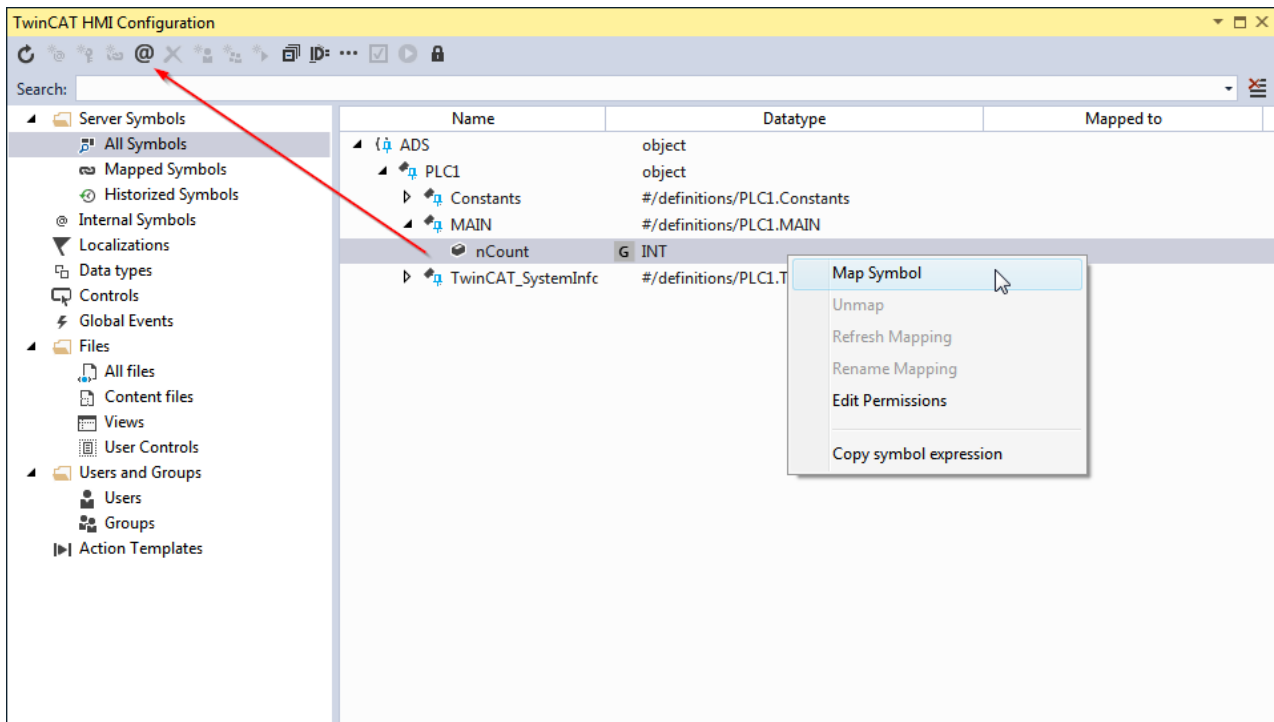 TwinCAT HMI Configuration
@ ID: ...
Search:
Server Symbols
All Symbols
Mapped Symbols
Historized Symbols
@ Internal Symbols
Localizations
Data types
Controls
Global Events
Files
All files
Content files
Views
User Controls
Users and Groups
Users
Groups
Action Templates
Name Datatype Mapped to
ADS object
PLC1 object
Constants #/definitions/PLC1.Constants
MAIN #/definitions/PLC1.MAIN
nCount G INT
TwinCAT_SystemInfc #/definitions/PLC1.T
Map Symbol
Unmap
Refresh Mapping
Rename Mapping
Edit Permissions
Copy symbol expression